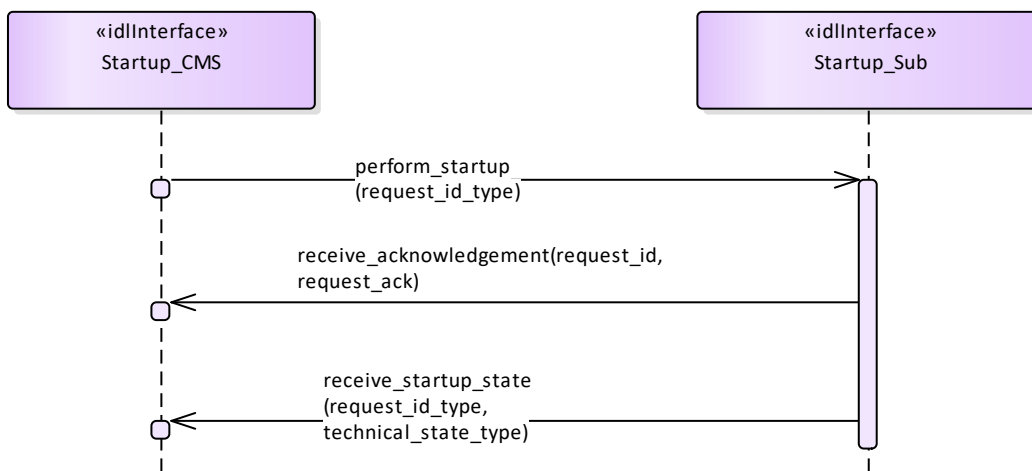 «idlInterface»
Startup_CMS
«idlInterface»
Startup_Sub
perform_startup
(request_id_type)
receive_acknowledgement(request_id,
request_ack)
receive_startup_state
(request_id_type,
technical_state_type)